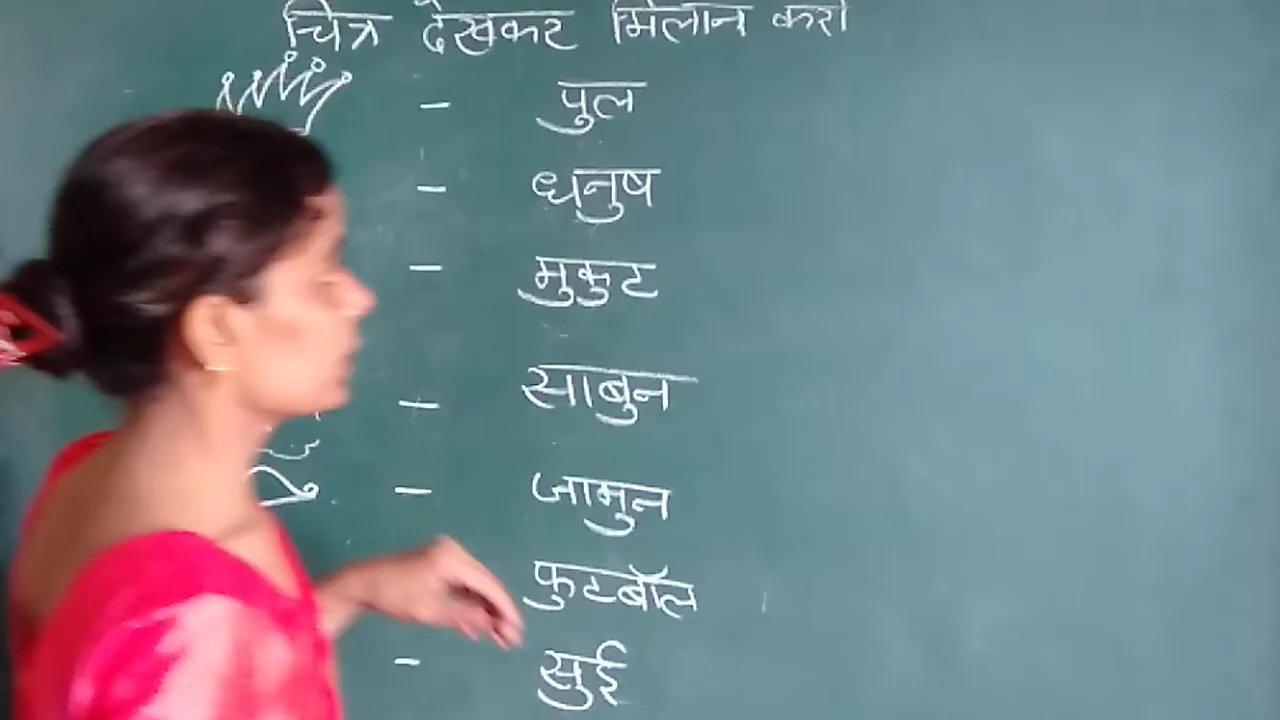 चित्र देखकर मिलान करो
- पुल
- धनुष
- मुकुट
- साबुन
- जामुन
फुटबॉल
- सुई